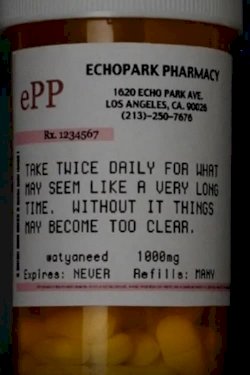 ECHOPARK PHARMACY
ePP
1620 ECHO PARK AVE.
LOS ANGELES, CA. 90026
(213)-250-7676
Rx. 1234567
TAKE TWICE DAILY FOR WHAT
MAY SEEM LIKE A VERY LONG
TIME. WITHOUT IT THINGS
MAY BECOME TOO CLEAR.
watyaneed 1000mg
Expires: NEVER Refills: MANY